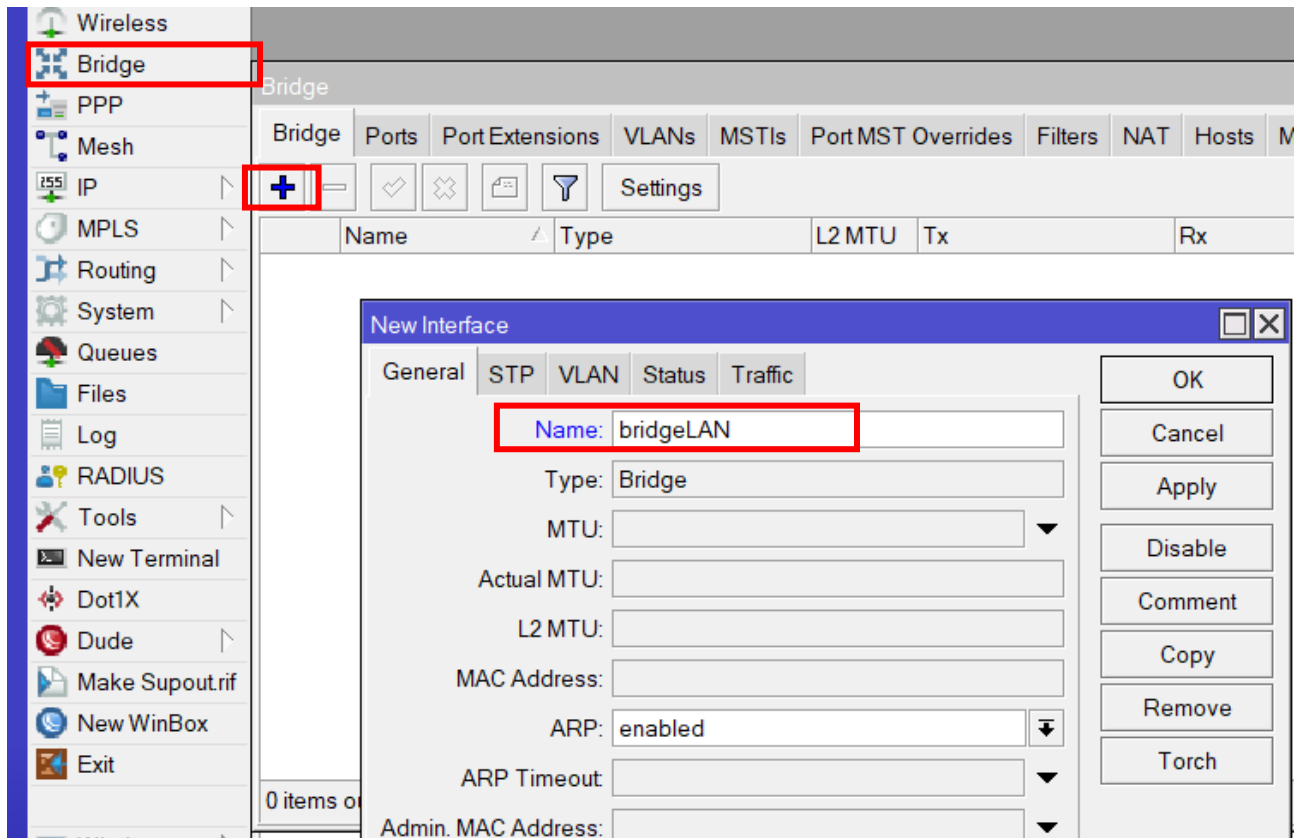 Wireless
Bridge
PPP
Mesh
IP
MPLS
Routing
System
Queues
Files
Log
RADIUS
Tools
New Terminal
Dot1X
Dude
Make Supout.rif
New WinBox
Exit
Bridge
Bridge Ports Port Extensions VLANs MSTIs Port MST Overrides Filters NAT Hosts
Settings
Name Type L2 MTU Tx Rx
0 items
New Interface
General STP VLAN Status Traffic
Name: bridgeLAN
Type: Bridge
MTU:
Actual MTU:
L2 MTU:
MAC Address:
ARP: enabled
ARP Timeout:
Admin. MAC Address:
OK
Cancel
Apply
Disable
Comment
Copy
Remove
Torch